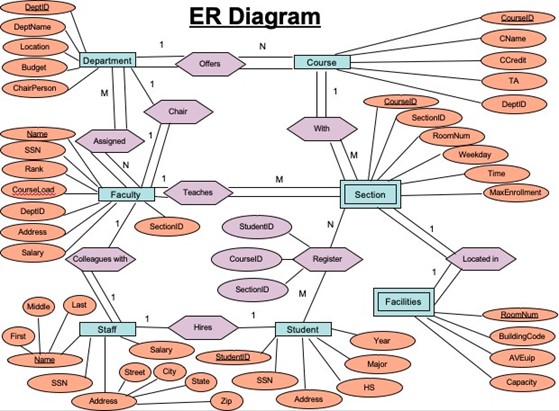 ER Diagram
DeptID
DeptName
Location
Budget
ChairPerson
Department
1
Offers
N
Course
CourseID
CName
CCredit
TA
DeptID
M
1
Chair
1
Assigned
N
1
With
M
CourseID
SectionID
RoomNum
Weekday
Time
MaxEnrollment
Name
SSN
Rank
CourseLoad
DeptID
Address
Salary
Faculty
1
Teaches
M
Section
SectionID
1
Colleagues with
1
StudentID
CourseID
SectionID
N
Register
M
1
Located in
1
Facilities
RoomNum
BuildingCode
AVEuip
Capacity
Middle
Last
First
Name
SSN
Staff
1
Hires
1
Student
Salary
Street
City
State
Address
Zip
StudentID
SSN
Address
HS
Major
Year